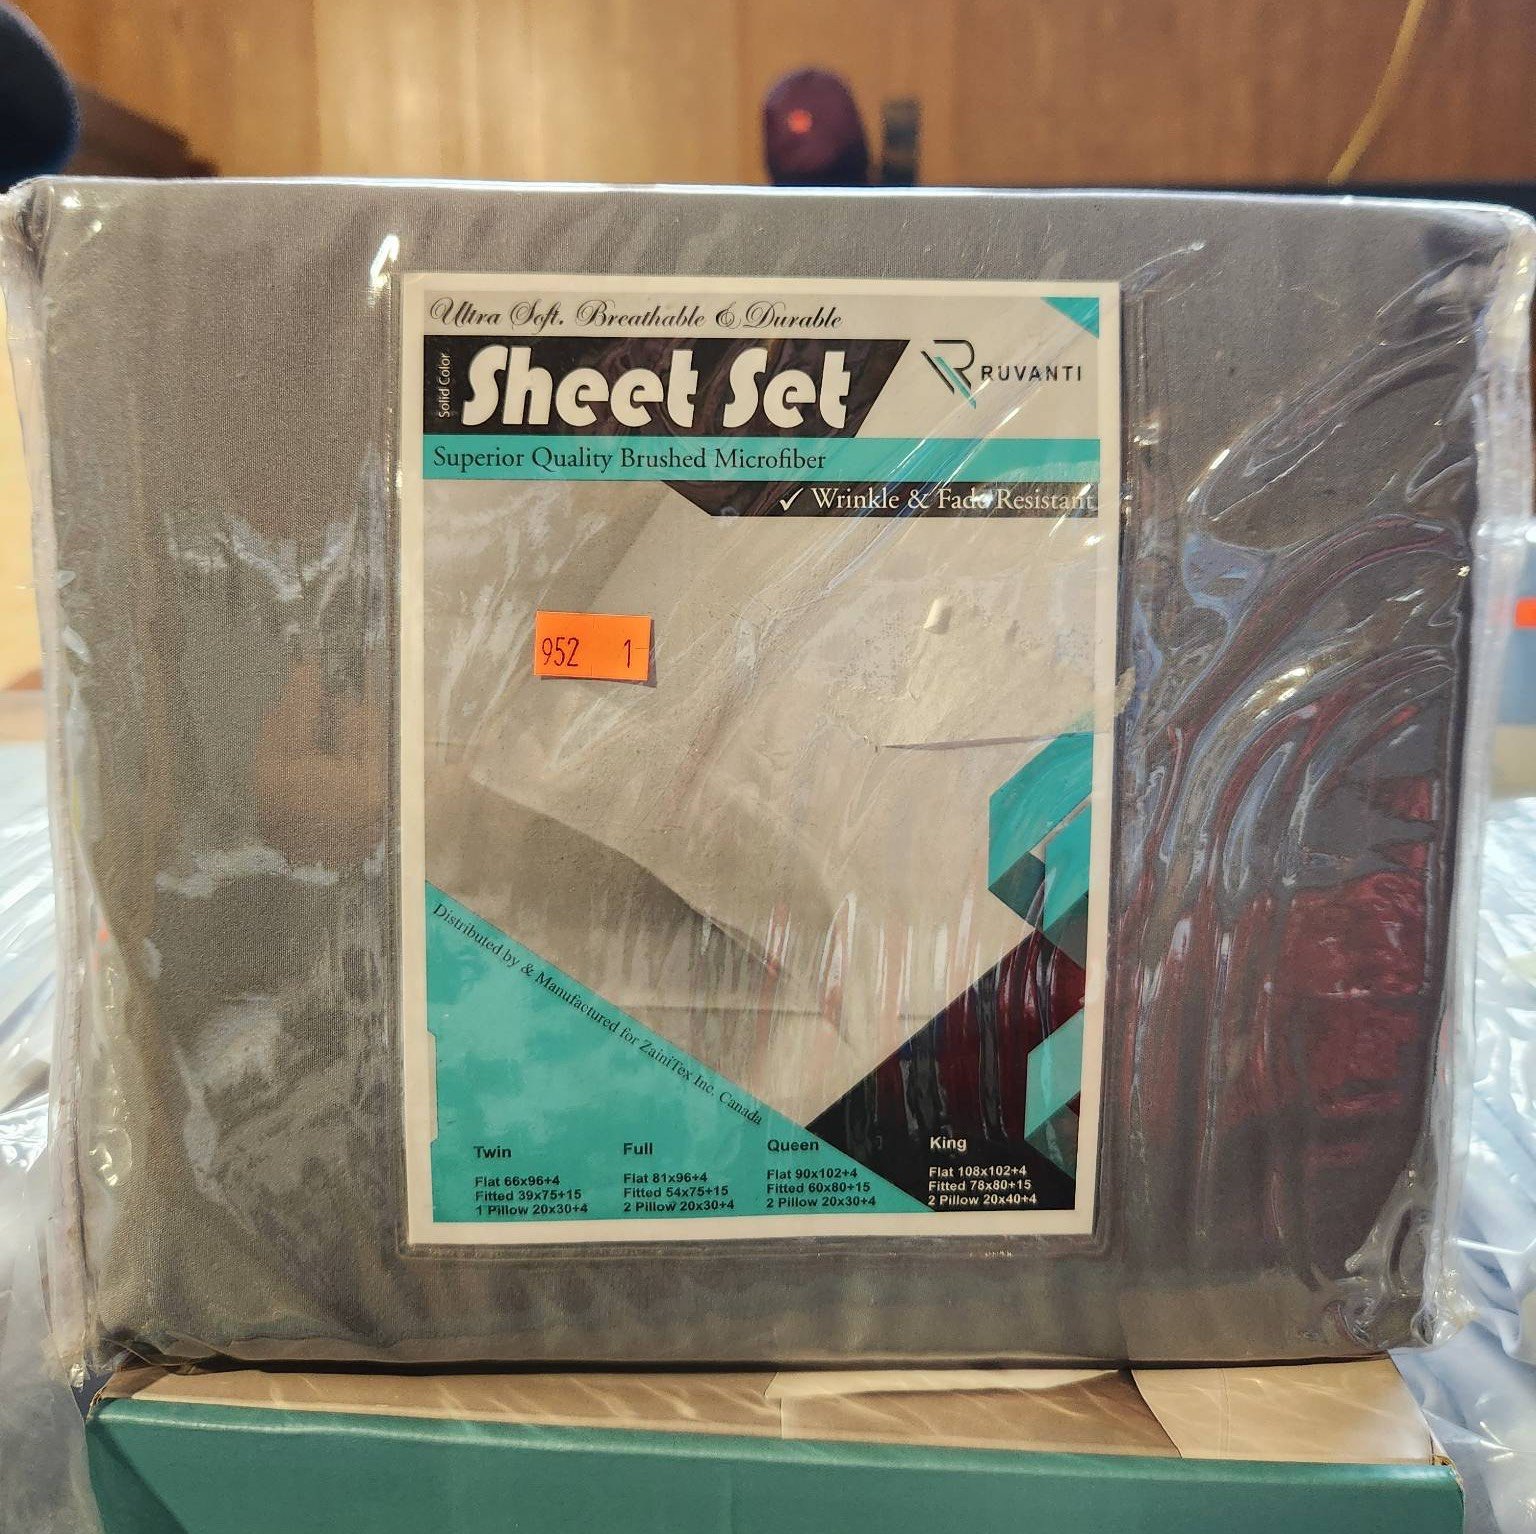 Ultra Soft, Breathable & Durable
Solid Color
Sheet Set
RUVANTI
Superior Quality Brushed Microfiber
✓ Wrinkle & Fade Resistant
952 1
Distributed by & Manufactured for ZainiTex Inc. Canada
Twin
Flat 66x96+4
Fitted 39x75+15
1 Pillow 20x30+4
Full
Flat 81x96+4
Fitted 54x75+15
2 Pillow 20x30+4
Queen
Flat 90x102+4
Fitted 60x80+15
2 Pillow 20x30+4
King
Flat 108x102+4
Fitted 78x80+15
2 Pillow 20x40+4